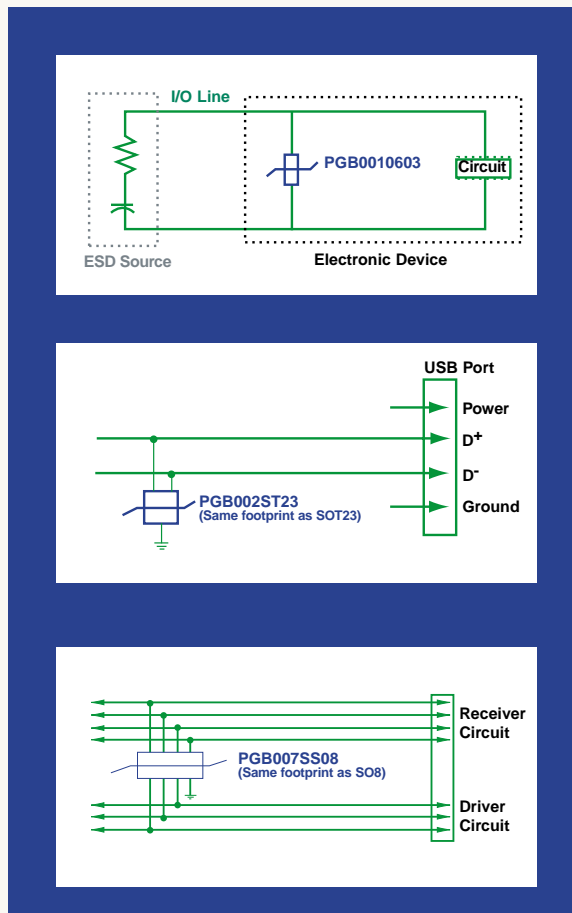 I/O Line
PGB0010603
Circuit
ESD Source
Electronic Device
USB Port
Power
D+
PGB002ST23
(Same footprint as SOT23)
D-
Ground
Receiver
Circuit
PGB007SS08
(Same footprint as SO8)
Driver
Circuit